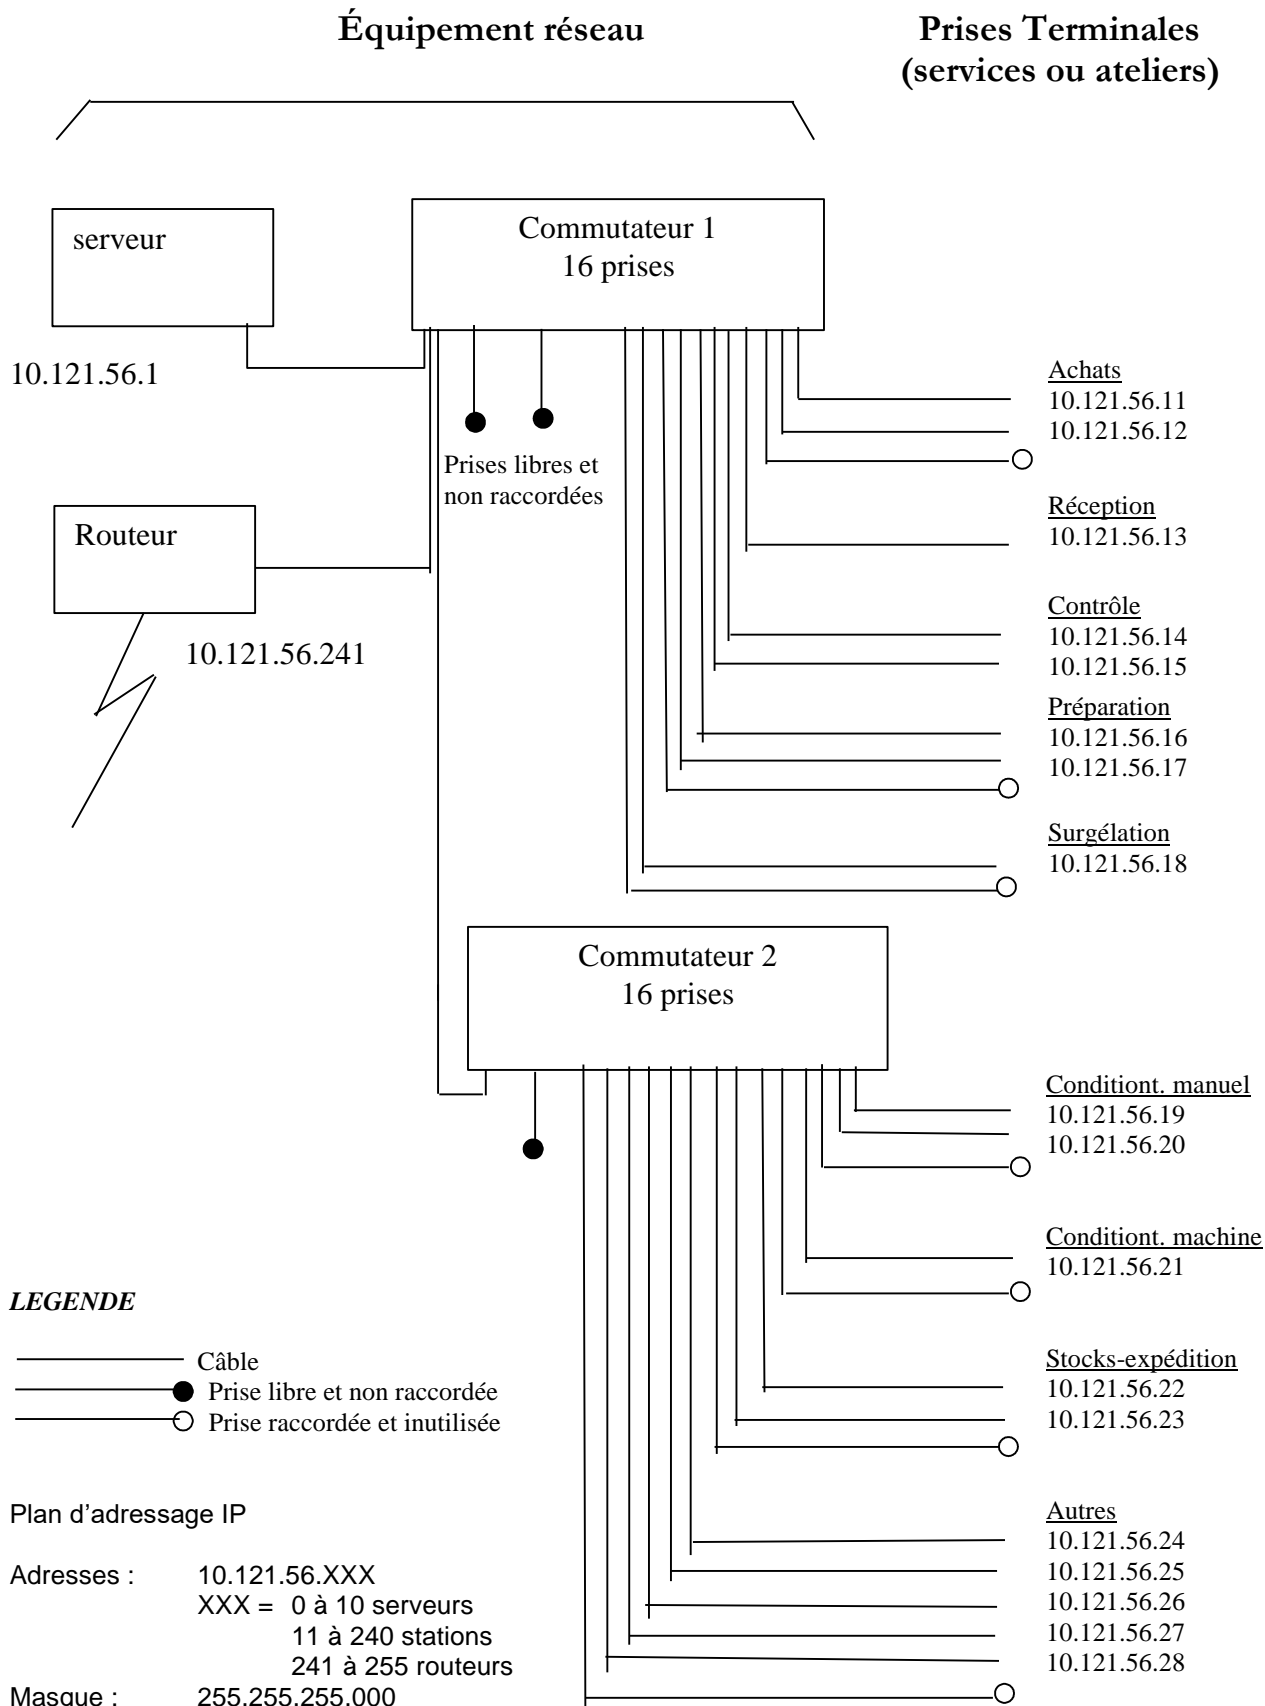 Équipement réseau
Prises Terminales
(services ou ateliers)
serveur
Commutateur 1
16 prises
10.121.56.1
Prises libres et
non raccordées
Routeur
10.121.56.241
Achats
10.121.56.11
10.121.56.12
Réception
10.121.56.13
Contrôle
10.121.56.14
10.121.56.15
Préparation
10.121.56.16
10.121.56.17
Surgélation
10.121.56.18
Commutateur 2
16 prises
Conditiont. manuel
10.121.56.19
10.121.56.20
Conditiont. machine
10.121.56.21
Stocks-expédition
10.121.56.22
10.121.56.23
Autres
10.121.56.24
10.121.56.25
10.121.56.26
10.121.56.27
10.121.56.28
LEGENDE
Câble
Prise libre et non raccordée
Prise raccordée et inutilisée
Plan d'adressage IP
Adresses : 10.121.56.XXX
XXX = 0 à 10 serveurs
11 à 240 stations
241 à 255 routeurs
Masque : 255.255.255.000